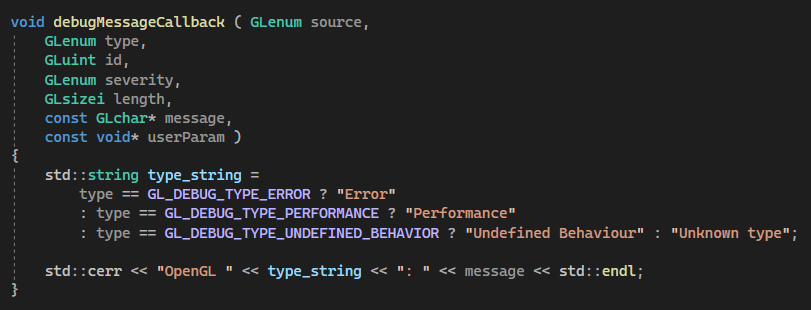 void debugMessageCallback ( GLenum source,
    GLenum type,
    GLuint id,
    GLenum severity,
    GLsizei length,
    const GLchar* message,
    const void* userParam )
{
    std::string type_string =
        type == GL_DEBUG_TYPE_ERROR ? "Error"
        : type == GL_DEBUG_TYPE_PERFORMANCE ? "Performance"
        : type == GL_DEBUG_TYPE_UNDEFINED_BEHAVIOR ? "Undefined Behaviour" : "Unknown type";
    std::cerr << "OpenGL " << type_string << ": " << message << std::endl;
}